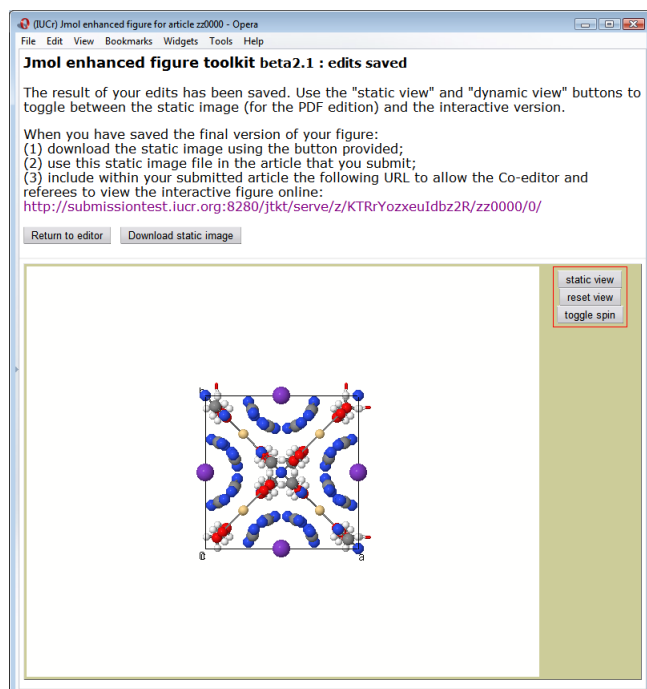 (IUCr) Jmol enhanced figure for article zz0000 - Opera
File Edit View Bookmarks Widgets Tools Help
Jmol enhanced figure toolkit beta2.1 : edits saved
The result of your edits has been saved. Use the "static view" and "dynamic view" buttons to
toggle between the static image (for the PDF edition) and the interactive version.
When you have saved the final version of your figure:
(1) download the static image using the button provided;
(2) use this static image file in the article that you submit;
(3) include within your submitted article the following URL to allow the Co-editor and
referees to view the interactive figure online:
http://submissiontest.iucr.org:8280/jtkt/serve/z/KTRrYozxeuIdbz2R/zz0000/0/
Return to editor Download static image
static view
reset view
toggle spin
a